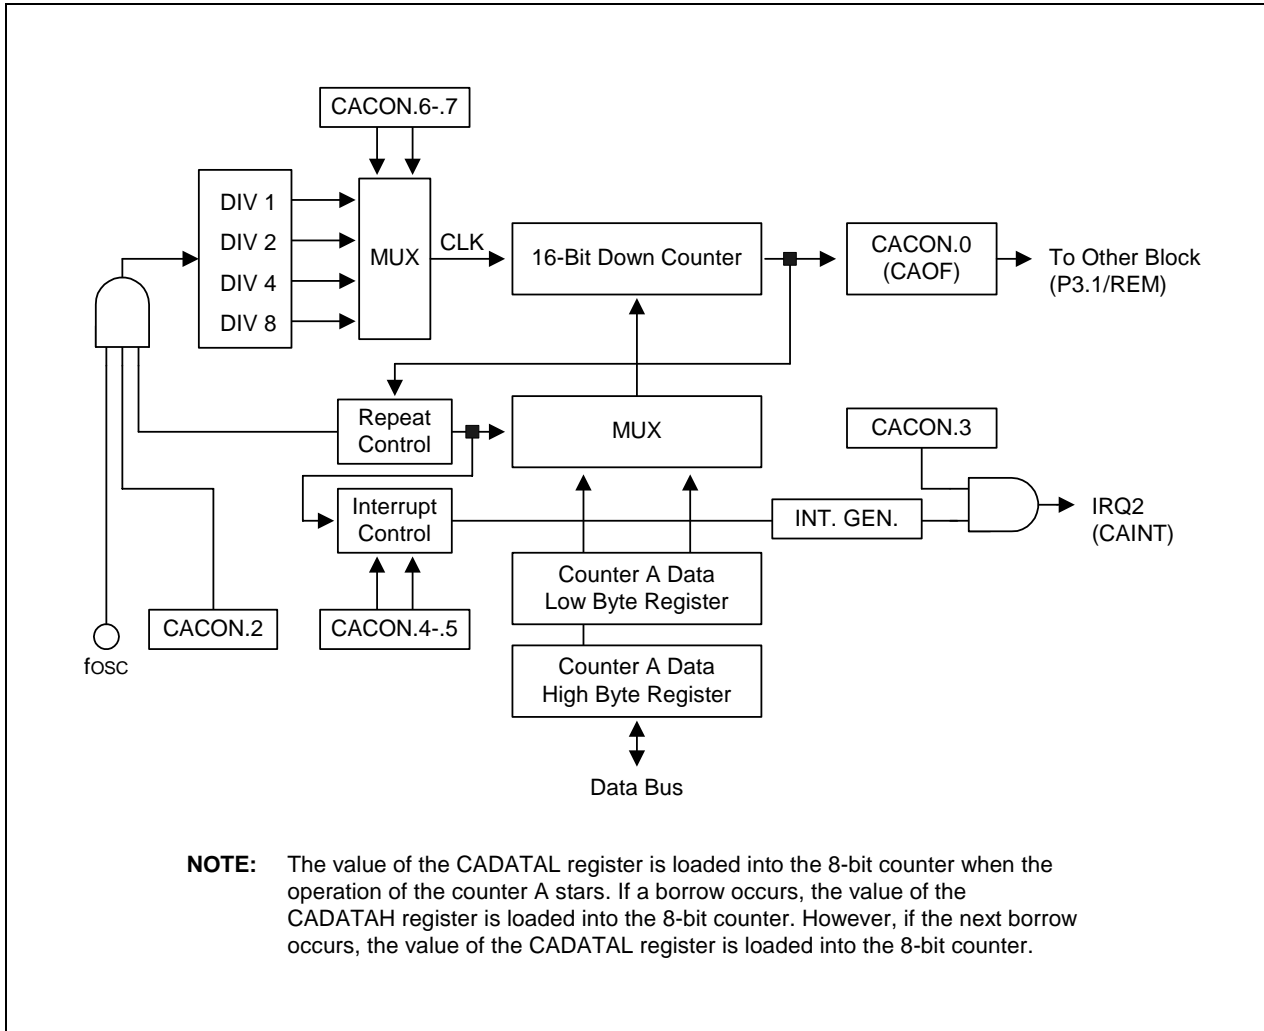 CACON.6-.7
DIV 1
DIV 2
DIV 4
DIV 8
MUX
CLK
16-Bit Down Counter
CACON.0
(CAOF)
To Other Block
(P3.1/REM)
Repeat
Control
MUX
CACON.3
Interrupt
Control
INT. GEN.
IRQ2
(CAINT)
Counter A Data
Low Byte Register
CACON.2
CACON.4-.5
fOSC
Counter A Data
High Byte Register
Data Bus
NOTE: The value of the CADATAL register is loaded into the 8-bit counter when the
operation of the counter A stars. If a borrow occurs, the value of the
CADATAH register is loaded into the 8-bit counter. However, if the next borrow
occurs, the value of the CADATAL register is loaded into the 8-bit counter.